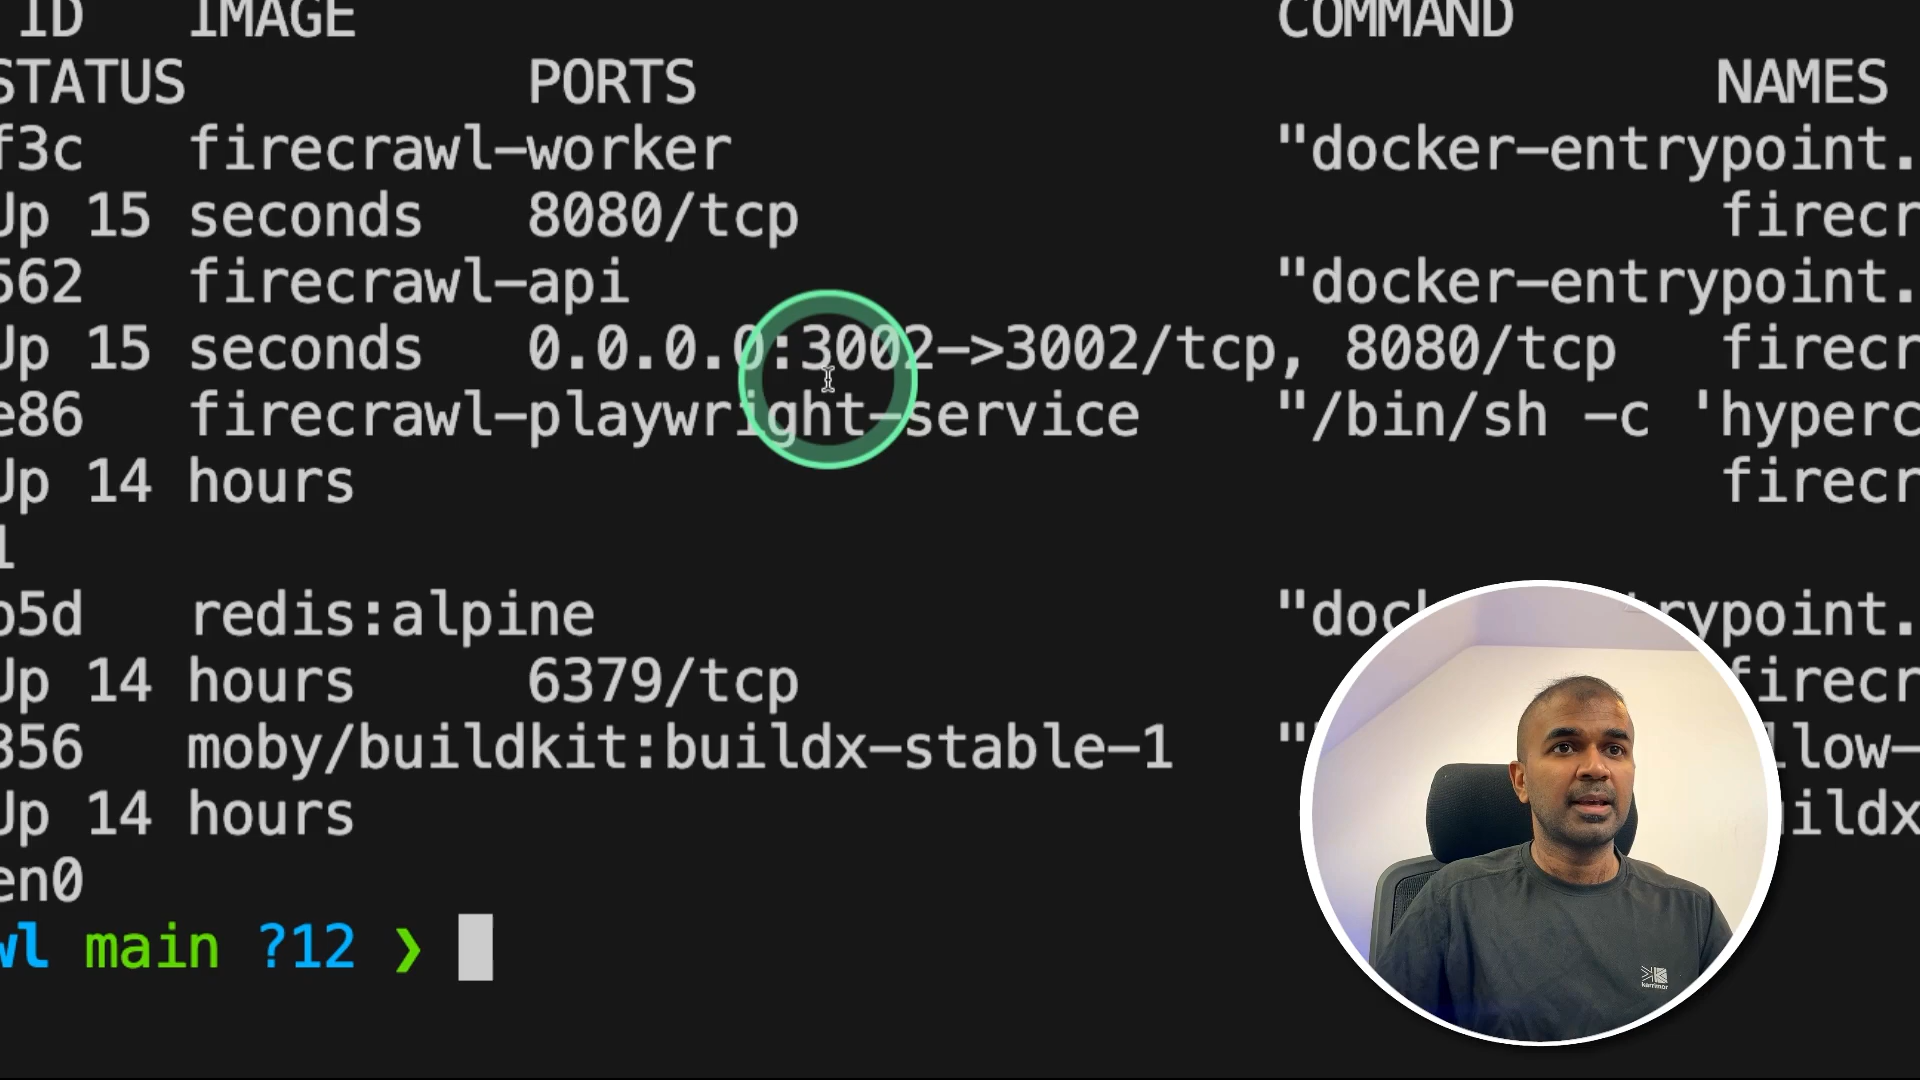 ID IMAGE COMMAND
STATUS PORTS NAMES
f3c firecrawl-worker "docker-entrypoint.
Up 15 seconds 8080/tcp firecr
562 firecrawl-api "docker-entrypoint.
Up 15 seconds 0.0.0.0:3002->3002/tcp, 8080/tcp firecr
e86 firecrawl-playwright-service "/bin/sh -c 'hyperc
Up 14 hours firecr
l
b5d redis:alpine "doc rypoint.
Up 14 hours 6379/tcp firecr
356 moby/buildkit:buildx-stable-1 " llow-
Up 14 hours uildx
en0
wl main ?12 ❯
karrimor